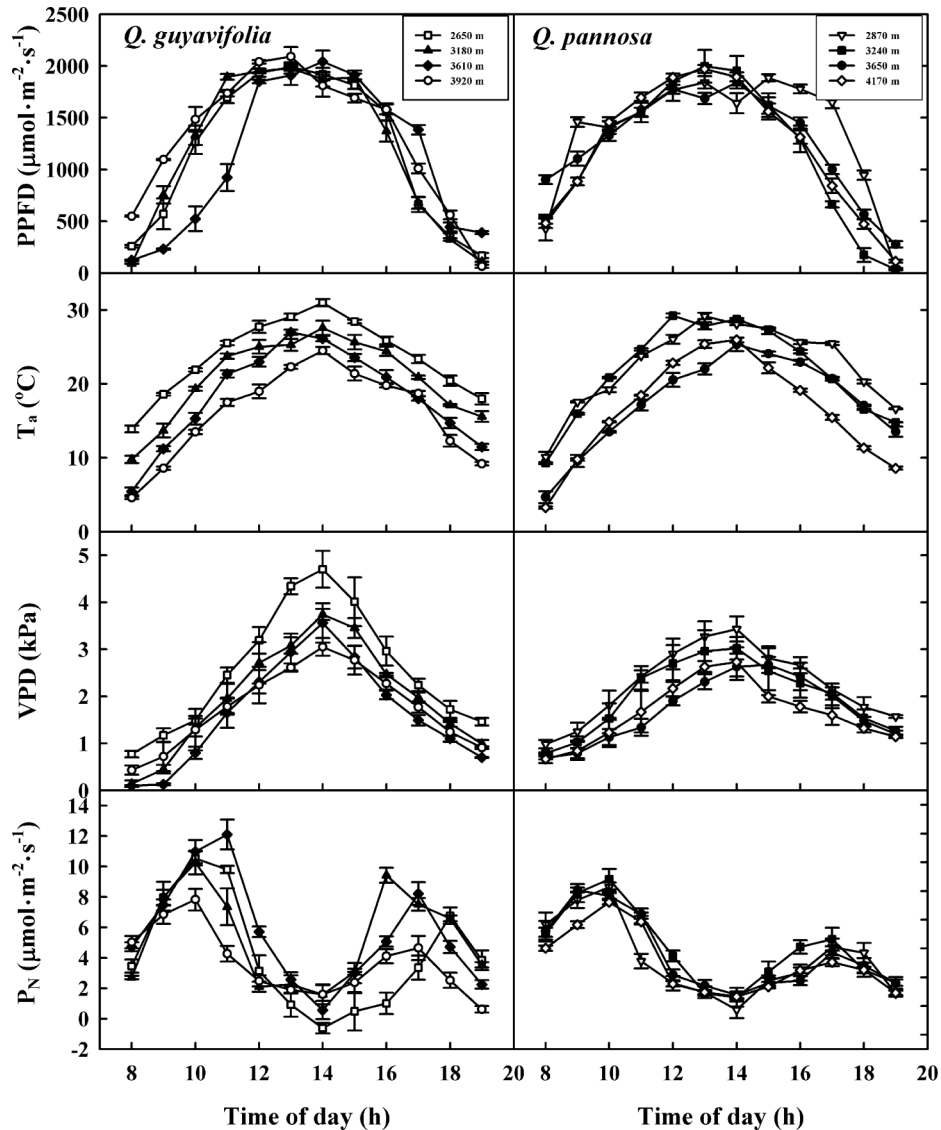 Q. guyavifolia
2650 m
3180 m
3610 m
3920 m
Q. pannosa
2870 m
3240 m
3650 m
4170 m
PPFD (μmol·m⁻²·s⁻¹)
2500
2000
1500
1000
500
0
Tₐ (°C)
30
20
10
0
VPD (kPa)
5
4
3
2
1
0
P_N (μmol·m⁻²·s⁻¹)
14
12
10
8
6
4
2
0
-2
8 10 12 14 16 18 20
8 10 12 14 16 18 20
Time of day (h)
Time of day (h)